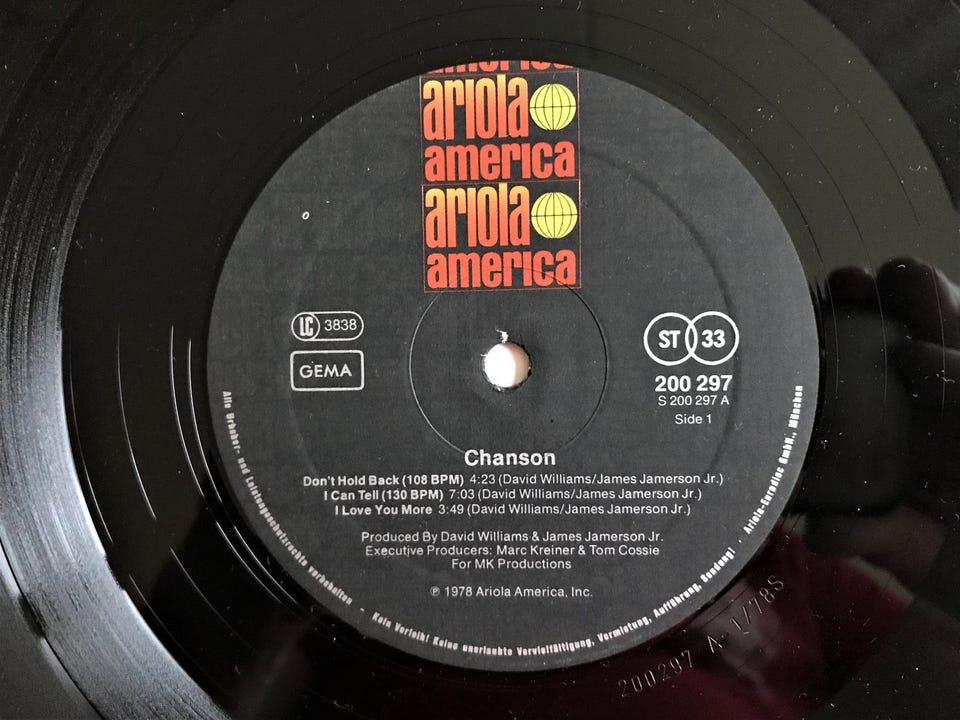 america
ariola
america
ariola
america
LC 3838
GEMA
ST 33
200 297
S 200 297 A
Side 1
Chanson
Don't Hold Back (108 BPM) 4:23 (David Williams/James Jamerson Jr.)
I Can Tell (130 BPM) 7:03 (David Williams/James Jamerson Jr.)
I Love You More 3:49 (David Williams/James Jamerson Jr.)
Produced By David Williams & James Jamerson Jr.
Executive Producers: Marc Kreiner & Tom Cossie
For MK Productions
℗ 1978 Ariola America, Inc.
Alle Urheber- und Leistungsschutzrechte vorbehalten · Kein Verleih! Keine unerlaubte Vervielfältigung, Vermietung, Aufführung, Sendung! · Ariola-Eurodisc GmbH., München
200297 A-1/78S